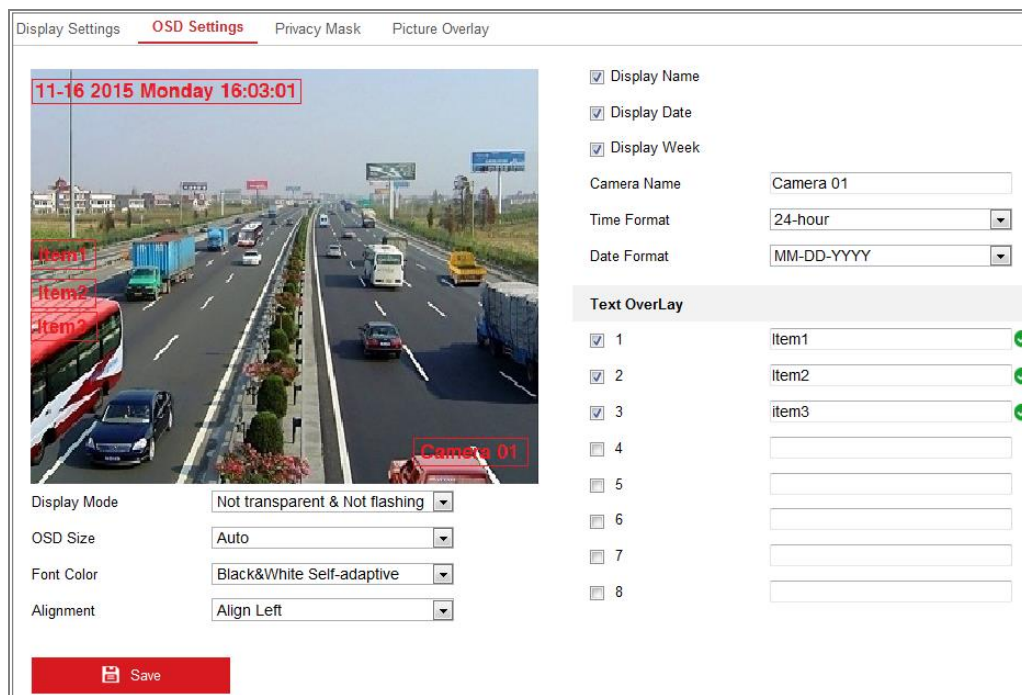 Display Settings OSD Settings Privacy Mask Picture Overlay
11-16 2015 Monday 16:03:01
Item1
Item2
Item3
Camera 01
Display Mode Not transparent & Not flashing
OSD Size Auto
Font Color Black&White Self-adaptive
Alignment Align Left
Save
Display Name
Display Date
Display Week
Camera Name Camera 01
Time Format 24-hour
Date Format MM-DD-YYYY
Text OverLay
1 Item1
2 Item2
3 item3
4
5
6
7
8